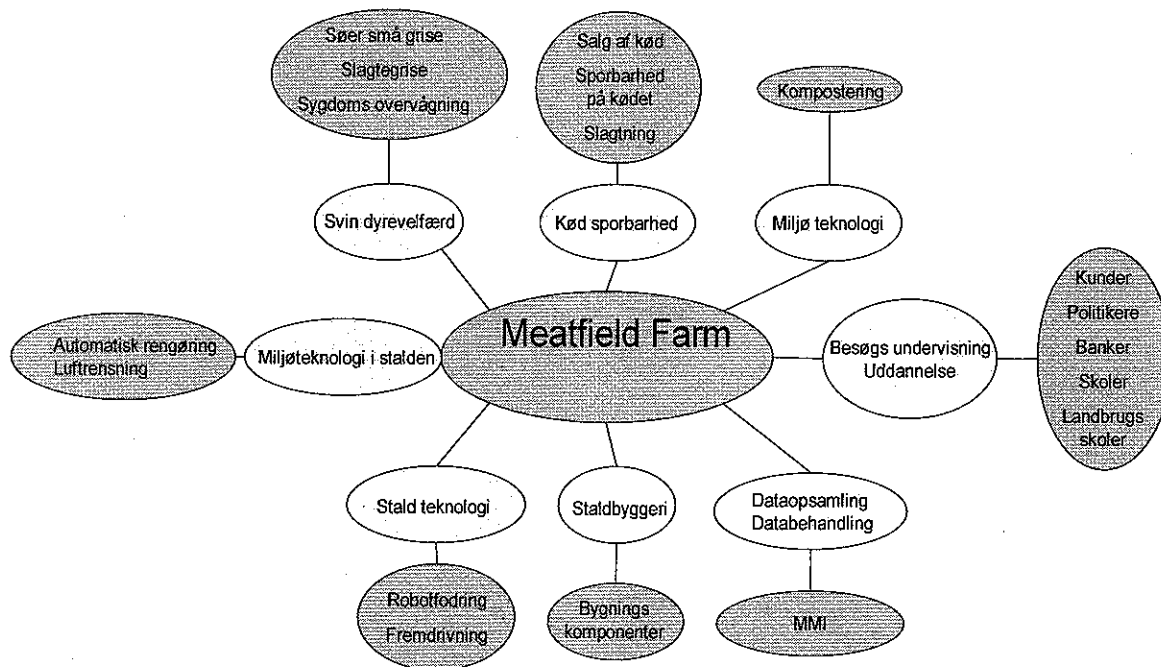 Søer små grise
Slagtegrise
Sygdoms overvågning
Salg af kød
Sporbarhed
på kødet
Slagtning
Kompostering
Svin dyrevelfærd
Kød sporbarhed
Miljø teknologi
Kunder
Politikere
Banker
Skoler
Landbrugs
skoler
Meatfield Farm
Automatisk rengøring
Luftrensning
Miljøteknologi i stalden
Besøgs undervisning
Uddannelse
Stald teknologi
Staldbyggeri
Dataopsamling
Databehandling
Robotfodring
Fremdrivning
Bygnings
komponenter
MMI